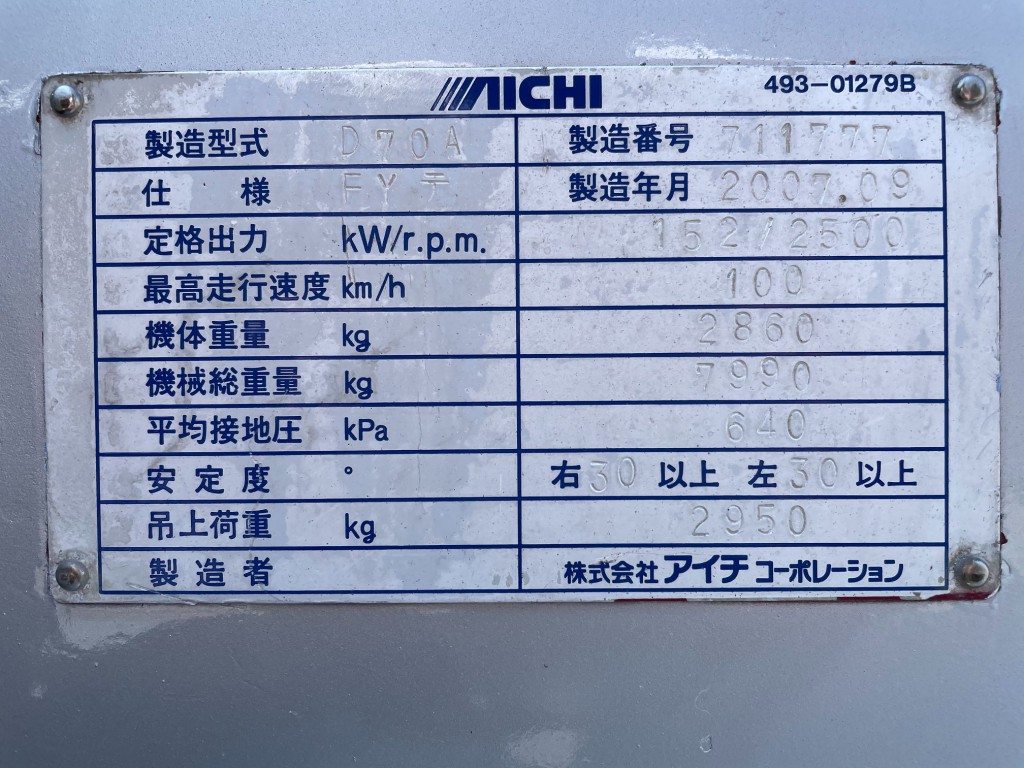 AICHI 493-01279B
製造型式 D70A 製造番号 711777
仕様 製造年月 2007.09
定格出力 kW/r.p.m. 152/2500
最高走行速度 km/h 100
機体重量 kg 2860
機械総重量 kg 7990
平均接地圧 kPa 640
安定度 ° 右30以上 左30以上
吊上荷重 kg 2950
製造者 株式会社アイチコーポレーション